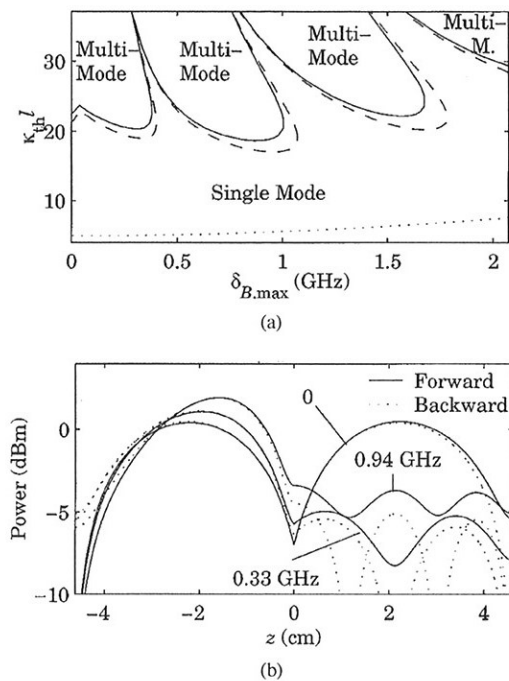 Multi–
M.
Multi–
Mode
Multi–
Mode
Multi–
Mode
Multi–
Mode
κth l
30
20
10
Single Mode
0
0.5
1
1.5
2
δB,max (GHz)
(a)
Power (dBm)
0
−5
−10
0
Forward
Backward
0.94 GHz
0.33 GHz
−4
−2
0
2
4
z (cm)
(b)